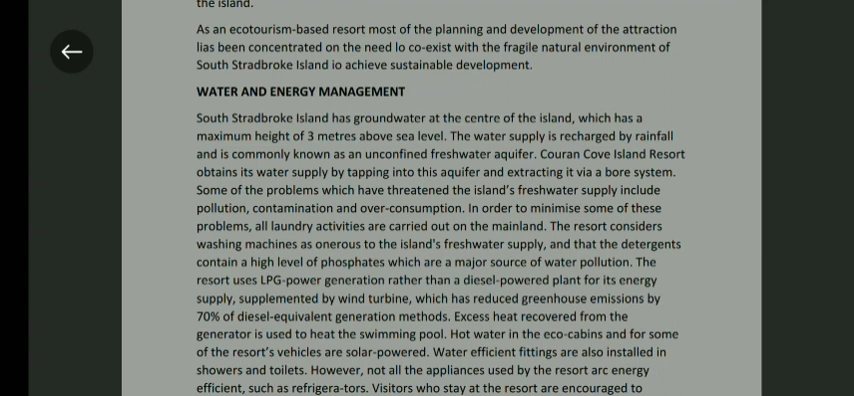 the island.
As an ecotourism-based resort most of the planning and development of the attraction
lias been concentrated on the need lo co-exist with the fragile natural environment of
South Stradbroke Island io achieve sustainable development.
WATER AND ENERGY MANAGEMENT
South Stradbroke Island has groundwater at the centre of the island, which has a
maximum height of 3 metres above sea level. The water supply is recharged by rainfall
and is commonly known as an unconfined freshwater aquifer. Couran Cove Island Resort
obtains its water supply by tapping into this aquifer and extracting it via a bore system.
Some of the problems which have threatened the island's freshwater supply include
pollution, contamination and over-consumption. In order to minimise some of these
problems, all laundry activities are carried out on the mainland. The resort considers
washing machines as onerous to the island's freshwater supply, and that the detergents
contain a high level of phosphates which are a major source of water pollution. The
resort uses LPG-power generation rather than a diesel-powered plant for its energy
supply, supplemented by wind turbine, which has reduced greenhouse emissions by
70% of diesel-equivalent generation methods. Excess heat recovered from the
generator is used to heat the swimming pool. Hot water in the eco-cabins and for some
of the resort's vehicles are solar-powered. Water efficient fittings are also installed in
showers and toilets. However, not all the appliances used by the resort arc energy
efficient, such as refrigera-tors. Visitors who stay at the resort are encouraged to